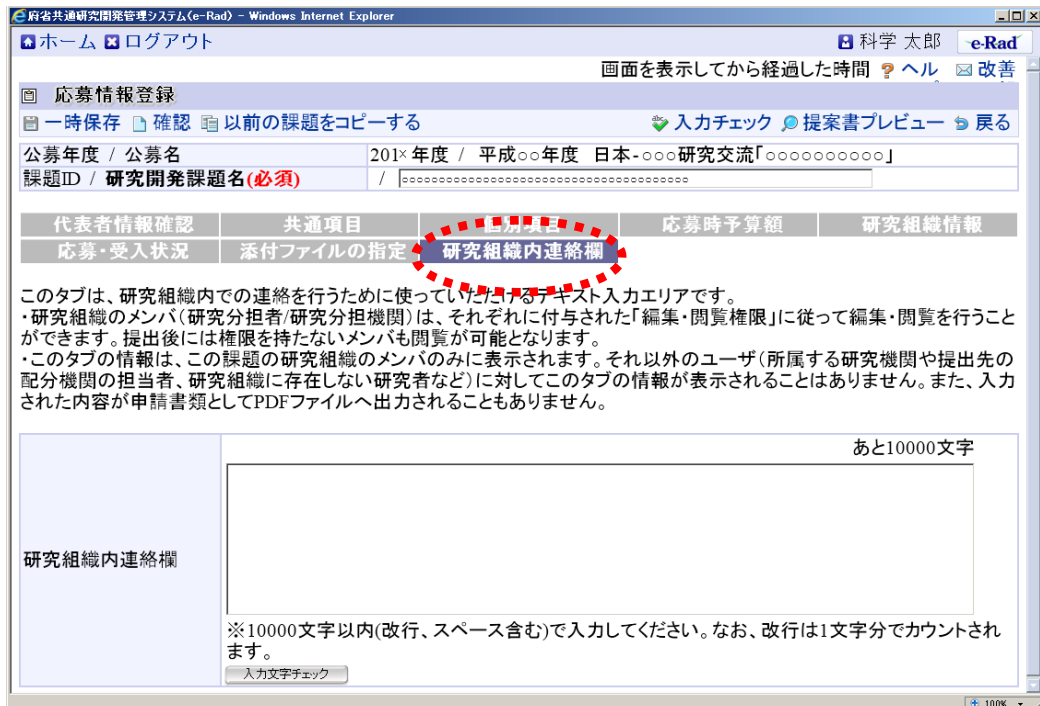 府省共通研究開発管理システム(e-Rad) - Windows Internet Explorer
ホーム ログアウト 科学 太郎 e-Rad
画面を表示してから経過した時間 ヘル 改善
応募情報登録
一時保存 確認 以前の課題をコピーする 入力チェック 提案書プレビュー 戻る
公募年度 / 公募名 201×年度 / 平成○○年度 日本-○○○研究交流「○○○○○○○○○○」
課題ID / 研究開発課題名(必須) / ○○○○○○○○○○○○○○○○○○○○○○○○○○○○○○○○○○○○○○○
代表者情報確認 共通項目 個別項目 応募時予算額 研究組織情報
応募・受入状況 添付ファイルの指定 研究組織内連絡欄
このタブは、研究組織内での連絡を行うために使っていただけるテキスト入力エリアです。
・研究組織のメンバ(研究分担者/研究分担機関)は、それぞれに付与された「編集・閲覧権限」に従って編集・閲覧を行うこと
ができます。提出後には権限を持たないメンバも閲覧が可能となります。
・このタブの情報は、この課題の研究組織のメンバのみに表示されます。それ以外のユーザ(所属する研究機関や提出先の
配分機関の担当者、研究組織に存在しない研究者など)に対してこのタブの情報が表示されることはありません。また、入力
された内容が申請書類としてPDFファイルへ出力されることもありません。
あと10000文字
研究組織内連絡欄
※10000文字以内(改行、スペース含む)で入力してください。なお、改行は1文字分でカウントされ
ます。
入力文字チェック
100%